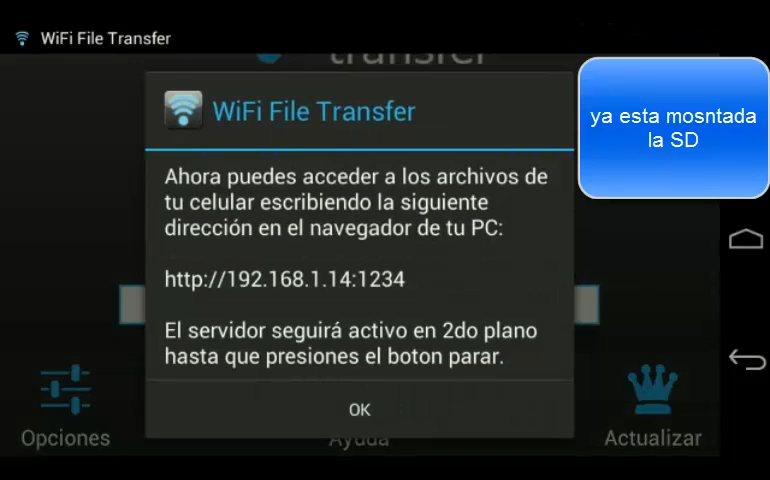 WiFi File Transfer
transfer
WiFi File Transfer
ya esta mosntada
la SD
Ahora puedes acceder a los archivos de
tu celular escribiendo la siguiente
dirección en el navegador de tu PC:
http://192.168.1.14:1234
El servidor seguirá activo en 2do plano
hasta que presiones el boton parar.
OK
Opciones
Ayuda
Actualizar